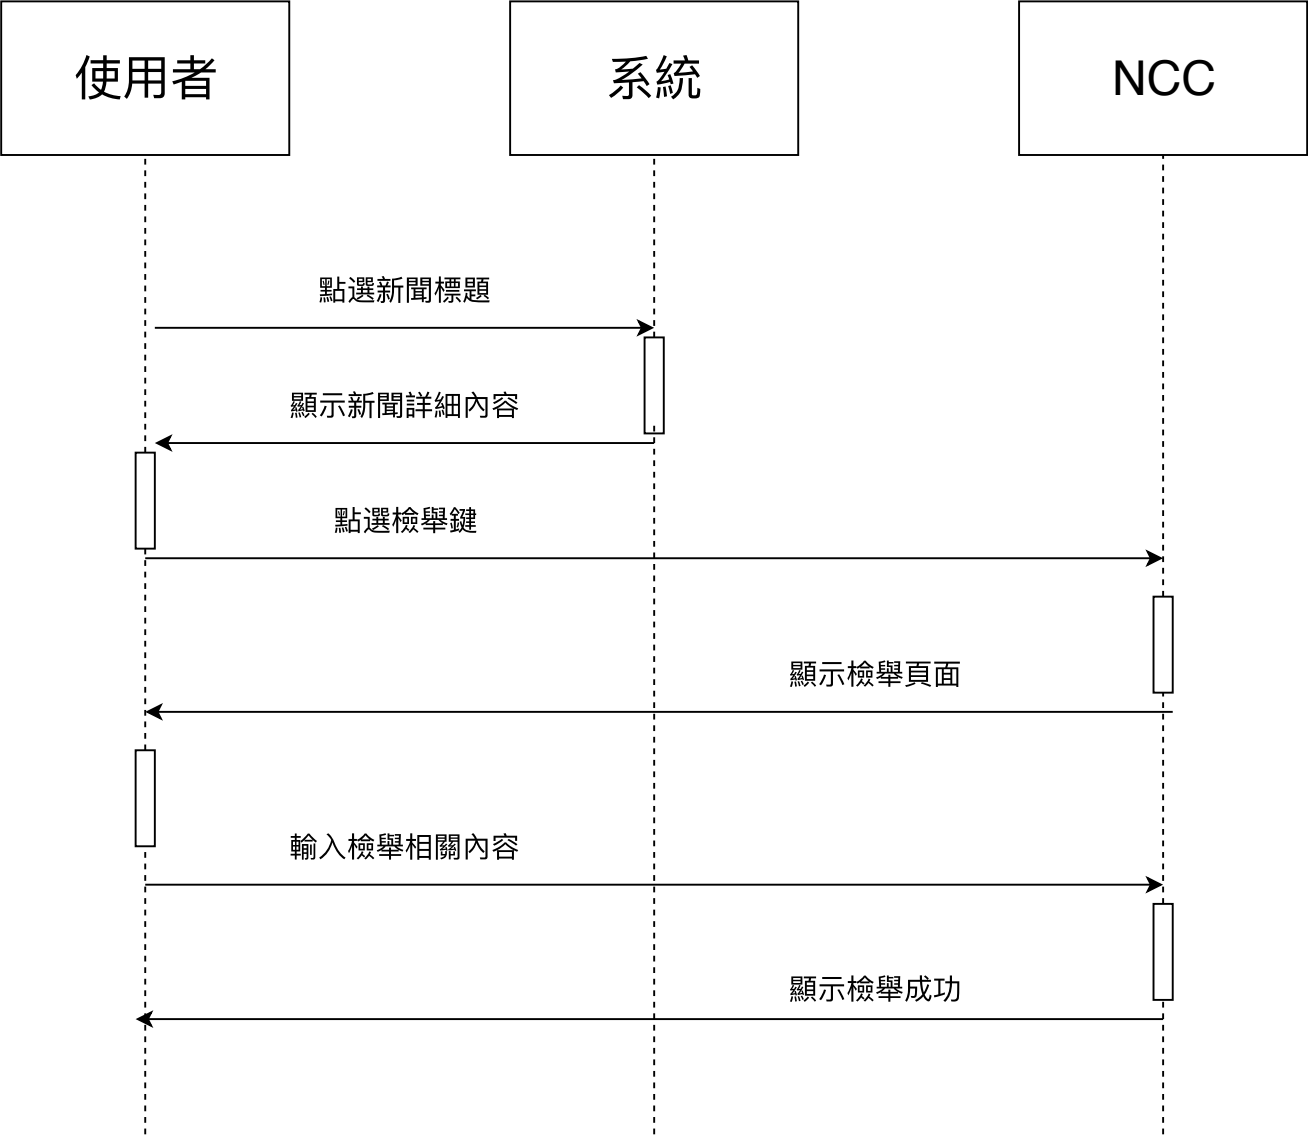 使用者
系統
NCC
點選新聞標題
顯示新聞詳細內容
點選檢舉鍵
顯示檢舉頁面
輸入檢舉相關內容
顯示檢舉成功